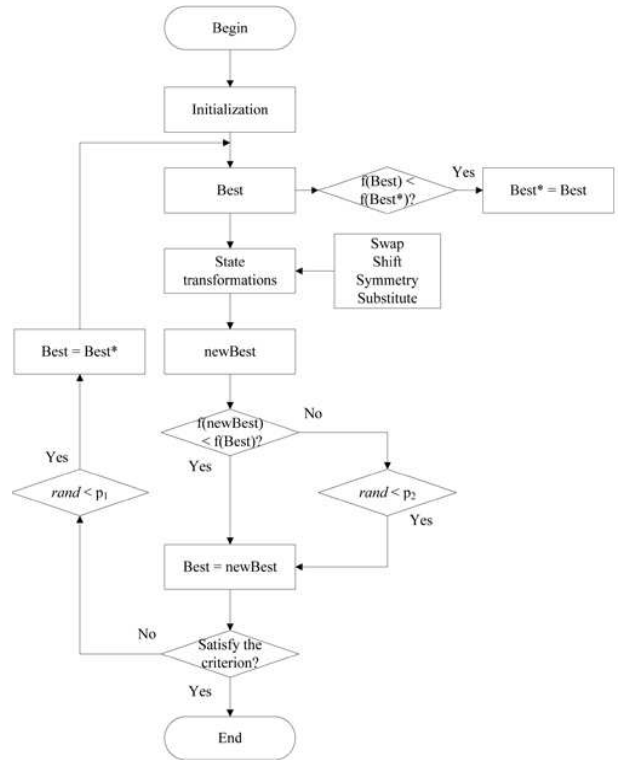 Begin
Initialization
Best
f(Best) <
f(Best*)?
Yes
Best* = Best
State
transformations
Swap
Shift
Symmetry
Substitute
Best = Best*
newBest
f(newBest)
< f(Best)?
No
Yes
Yes
rand < p₁
rand < p₂
Yes
Best = newBest
No
Satisfy the
criterion?
Yes
End